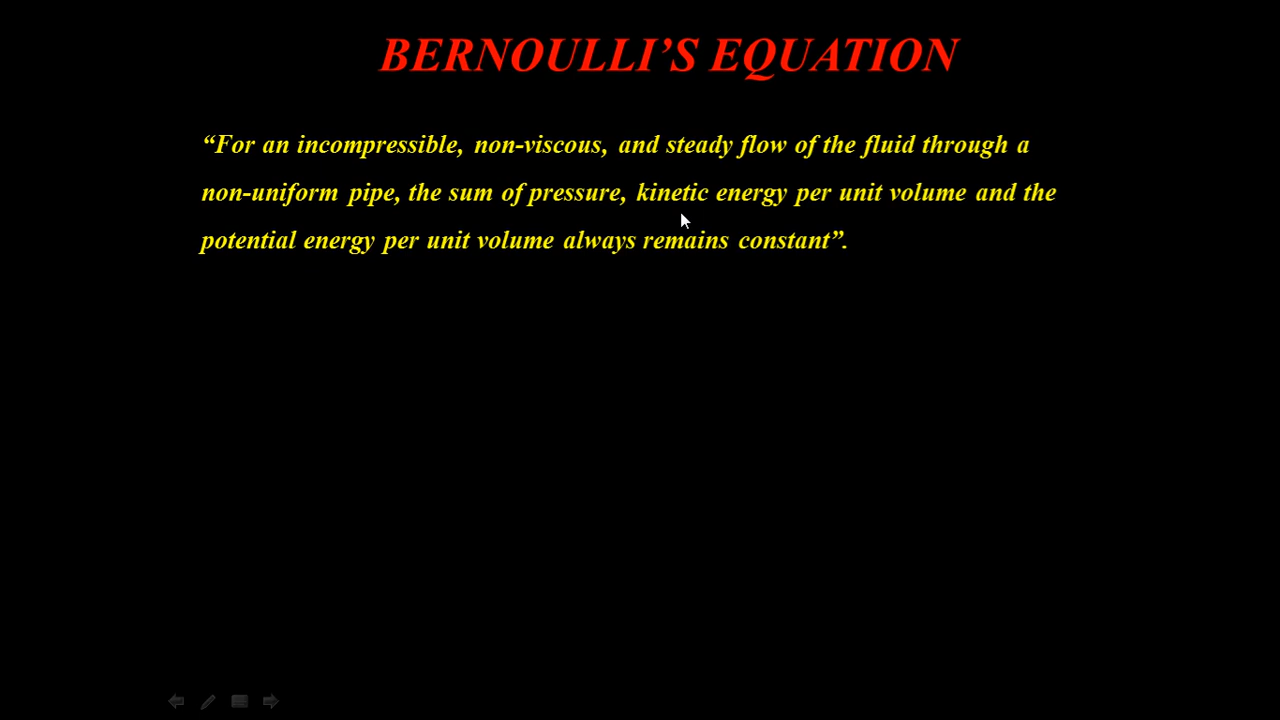 BERNOULLI’S EQUATION
“For an incompressible, non-viscous, and steady flow of the fluid through a
non-uniform pipe, the sum of pressure, kinetic energy per unit volume and the
potential energy per unit volume always remains constant”.